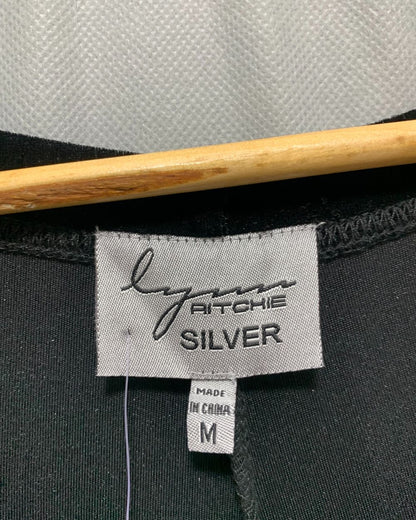 lynn
RITCHIE
SILVER
MADE
IN CHINA
M